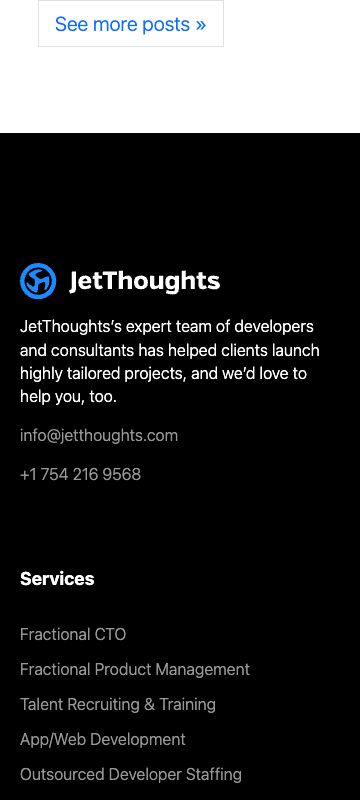 See more posts »
JetThoughts
JetThoughts’s expert team of developers
and consultants has helped clients launch
highly tailored projects, and we’d love to
help you, too.
info@jetthoughts.com
+1 754 216 9568
Services
Fractional CTO
Fractional Product Management
Talent Recruiting & Training
App/Web Development
Outsourced Developer Staffing